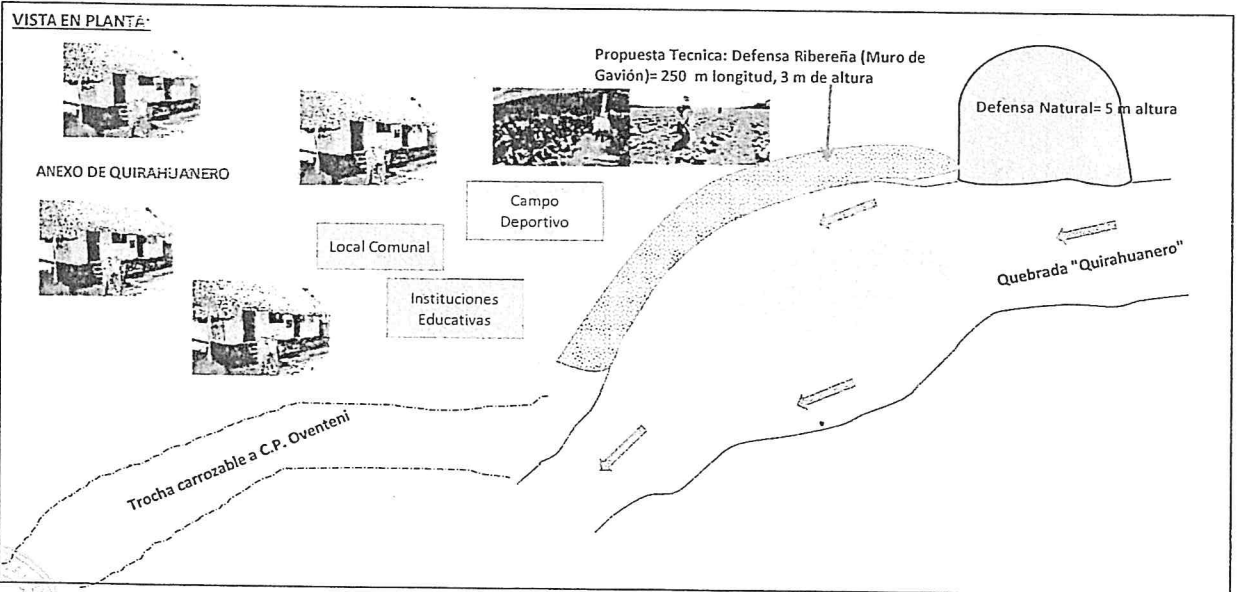 VISTA EN PLANTA:
Propuesta Tecnica: Defensa Ribereña (Muro de
Gavión)= 250 m longitud, 3 m de altura
Defensa Natural= 5 m altura
ANEXO DE QUIRAHUANERO
Campo
Deportivo
Local Comunal
Instituciones
Educativas
Quebrada "Quirahuanero"
Trocha carrozable a C.P. Oventeni